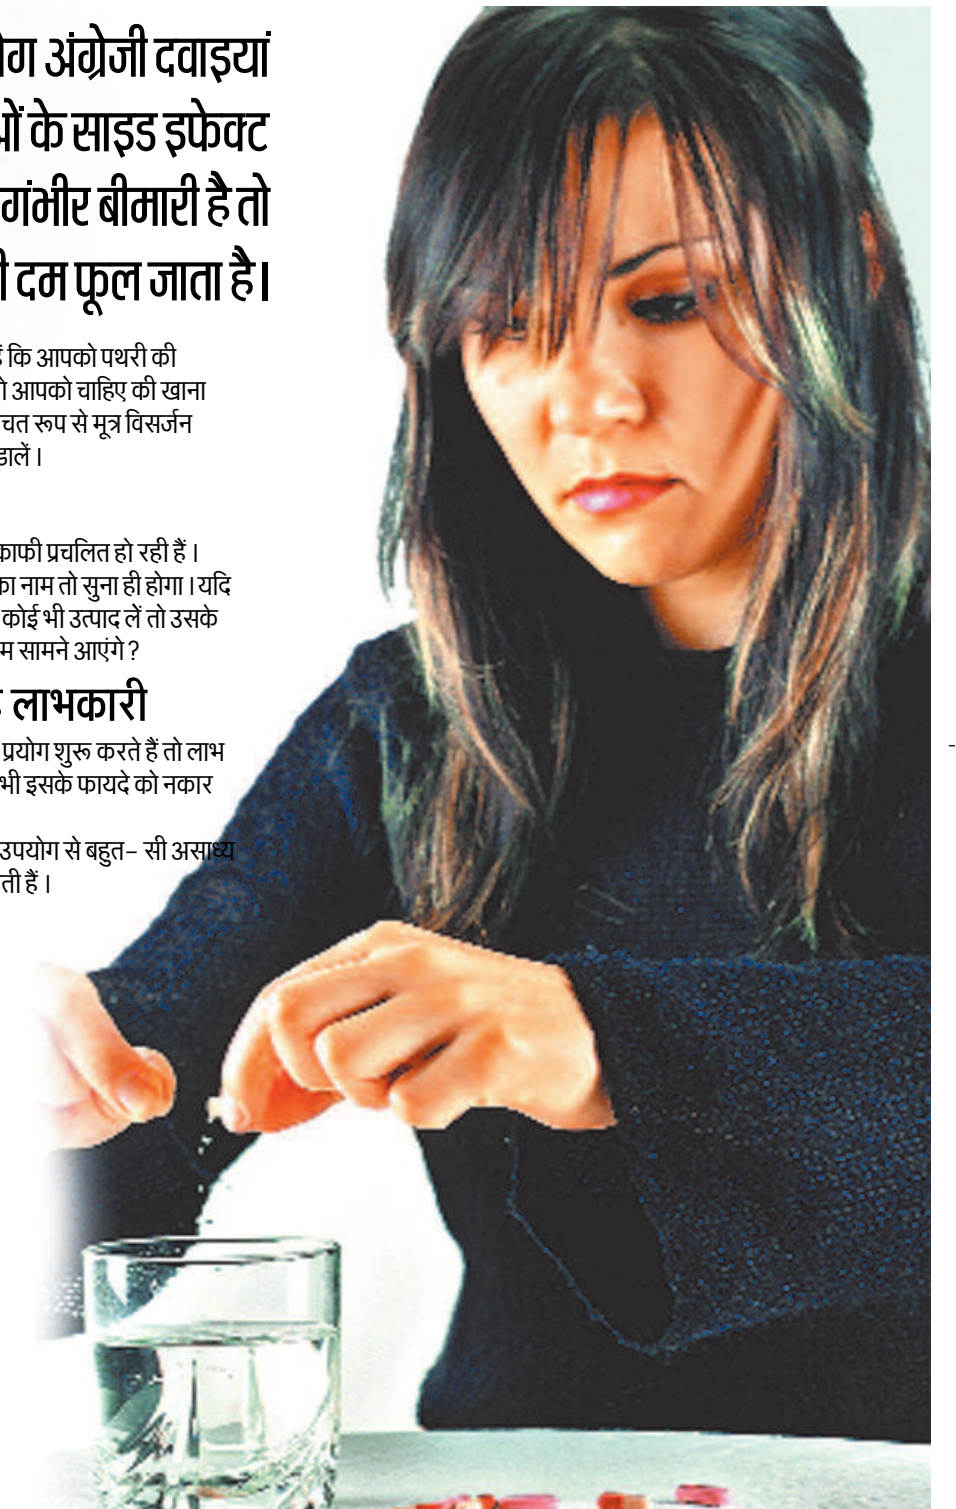 अंग्रेजी दवाइयां
के साइड इफेक्ट
गंभीर बीमारी है तो
दम फूल जाता है।
कि आपको पथरी की
आपको चाहिए की खाना
रूप से मूत्र विसर्जन
डालें ।
काफी प्रचलित हो रही हैं ।
का नाम तो सुना ही होगा । यदि
कोई भी उत्पाद लें तो उसके
सामने आएंगे ?
लाभकारी
प्रयोग शुरू करते हैं तो लाभ
भी इसके फायदे को नकार
उपयोग से बहुत– सी असाध्य
हैं ।